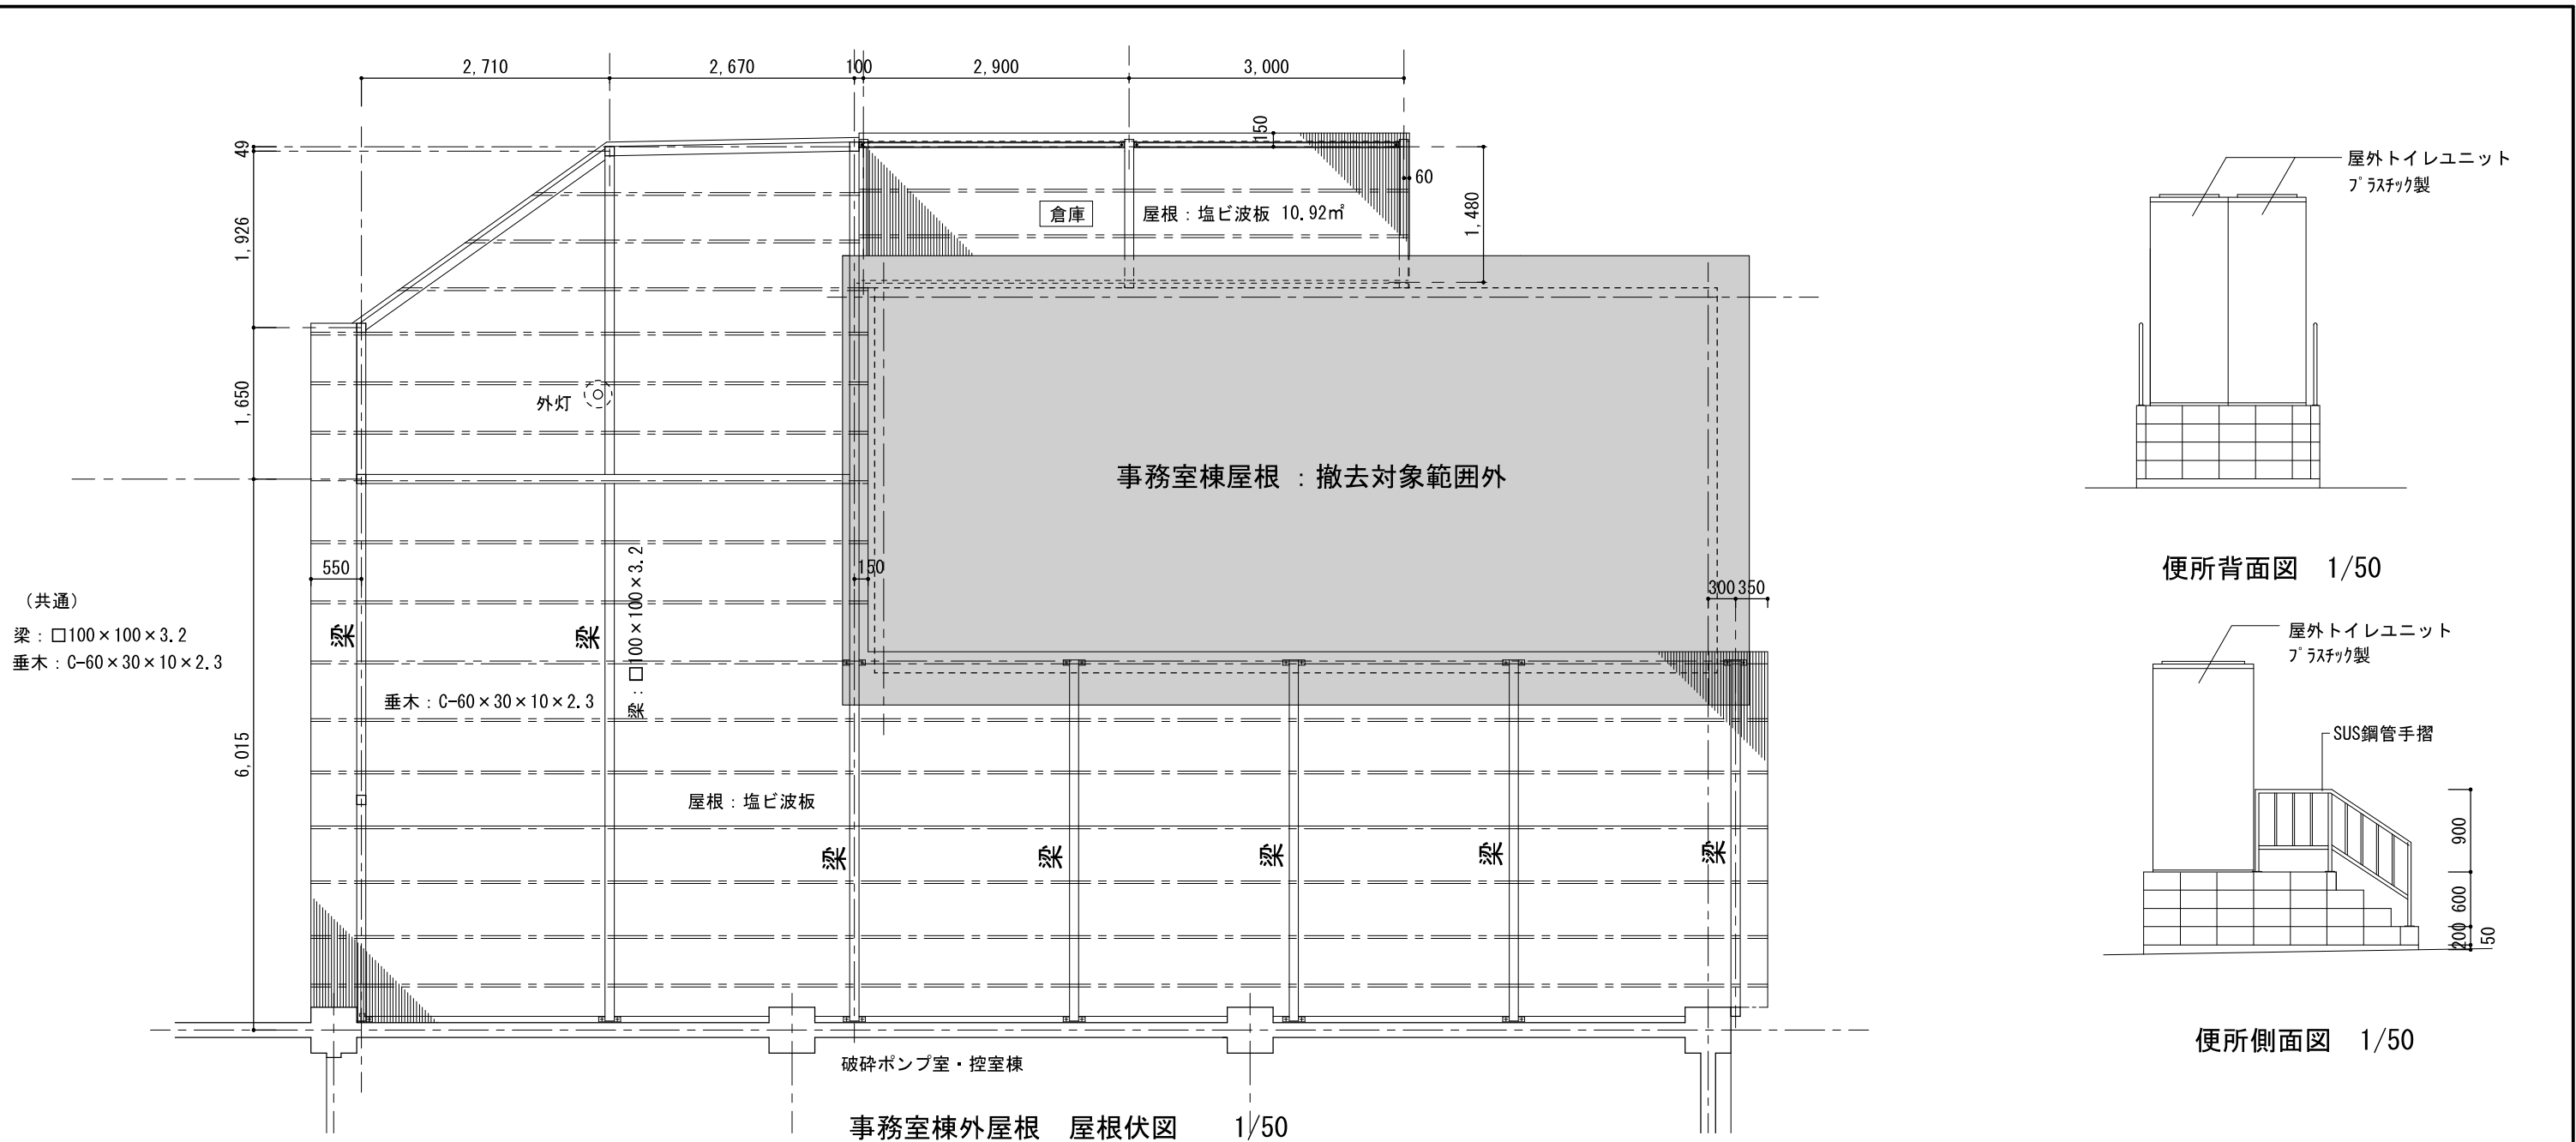 2,710
2,670
100
2,900
3,000
49
1,926
1,650
6,015
150
60
1,480
倉庫
屋根：塩ビ波板 10.92㎡
外灯
事務室棟屋根 ：撤去対象範囲外
550
150
300
350
（共通）
梁：□100×100×3.2
垂木：C-60×30×10×2.3
梁
梁
梁：□100×100×3.2
垂木：C-60×30×10×2.3
屋根：塩ビ波板
梁
梁
梁
梁
梁
破砕ポンプ室・控室棟
事務室棟外屋根　屋根伏図　　1/50
屋外トイレユニット
プラスチック製
便所背面図　1/50
屋外トイレユニット
プラスチック製
SUS鋼管手摺
900
600
200
50
便所側面図　1/50